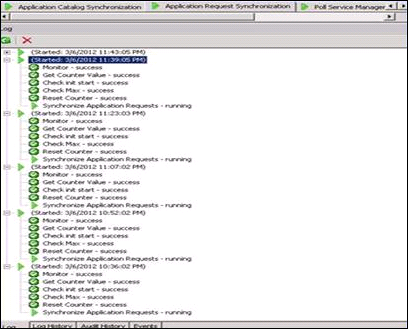 Application Catalog Synchronization Application Request Synchronization Poll Service Manager
Log
(Started: 3/6/2012 11:43:05 PM)
(Started: 3/6/2012 11:39:05 PM)
Monitor - success
Get Counter Value - success
Check init start - success
Check Max - success
Reset Counter - success
Synchronize Application Requests - running
(Started: 3/6/2012 11:23:03 PM)
Monitor - success
Get Counter Value - success
Check init start - success
Check Max - success
Reset Counter - success
Synchronize Application Requests - running
(Started: 3/6/2012 11:07:02 PM)
Monitor - success
Get Counter Value - success
Check init start - success
Check Max - success
Reset Counter - success
Synchronize Application Requests - running
(Started: 3/6/2012 10:52:02 PM)
Monitor - success
Get Counter Value - success
Check init start - success
Check Max - success
Reset Counter - success
Synchronize Application Requests - running
(Started: 3/6/2012 10:36:02 PM)
Monitor - success
Get Counter Value - success
Check init start - success
Check Max - success
Reset Counter - success
Synchronize Application Requests - running
Log Log History Audit History Events